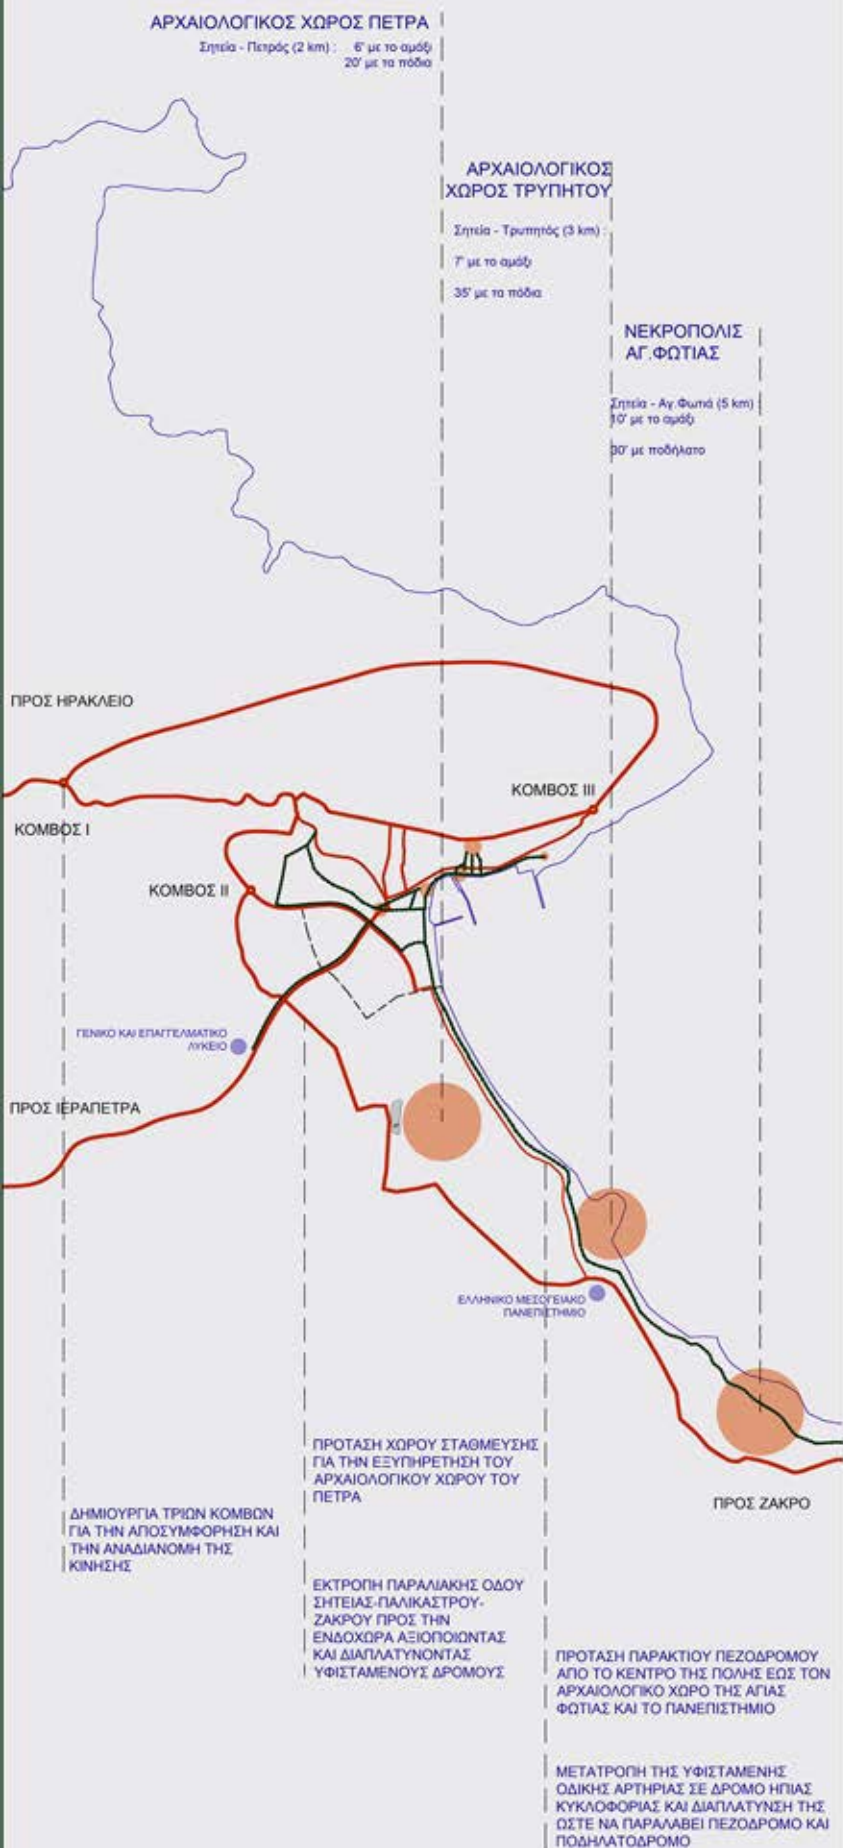 ΑΡΧΑΙΟΛΟΓΙΚΟΣ ΧΩΡΟΣ ΠΕΤΡΑ
Σητεία - Πετράς (2 km) : 6' με το αμάξι
20' με τα πόδια
ΑΡΧΑΙΟΛΟΓΙΚΟΣ
ΧΩΡΟΣ ΤΡΥΠΗΤΟΥ
Σητεία - Τρυπητός (3 km) :
7' με το αμάξι
35' με τα πόδια
ΝΕΚΡΟΠΟΛΙΣ
ΑΓ.ΦΩΤΙΑΣ
Σητεία - Αγ.Φωτιά (5 km) :
10' με το αμάξι
30' με ποδήλατο
ΠΡΟΣ ΗΡΑΚΛΕΙΟ
ΚΟΜΒΟΣ ΙΙΙ
ΚΟΜΒΟΣ Ι
ΚΟΜΒΟΣ ΙΙ
ΓΕΝΙΚΟ ΚΑΙ ΕΠΑΓΓΕΛΜΑΤΙΚΟ
ΛΥΚΕΙΟ
ΠΡΟΣ ΙΕΡΑΠΕΤΡΑ
ΕΛΛΗΝΙΚΟ ΜΕΣΟΓΕΙΑΚΟ
ΠΑΝΕΠΙΣΤΗΜΙΟ
ΠΡΟΣ ΖΑΚΡΟ
ΠΡΟΤΑΣΗ ΧΩΡΟΥ ΣΤΑΘΜΕΥΣΗΣ
ΓΙΑ ΤΗΝ ΕΞΥΠΗΡΕΤΗΣΗ ΤΟΥ
ΑΡΧΑΙΟΛΟΓΙΚΟΥ ΧΩΡΟΥ ΤΟΥ
ΠΕΤΡΑ
ΔΗΜΙΟΥΡΓΙΑ ΤΡΙΩΝ ΚΟΜΒΩΝ
ΓΙΑ ΤΗΝ ΑΠΟΣΥΜΦΟΡΗΣΗ ΚΑΙ
ΤΗΝ ΑΝΑΔΙΑΝΟΜΗ ΤΗΣ
ΚΙΝΗΣΗΣ
ΕΚΤΡΟΠΗ ΠΑΡΑΛΙΑΚΗΣ ΟΔΟΥ
ΣΗΤΕΙΑΣ-ΠΑΛΙΚΑΣΤΡΟΥ-
ΖΑΚΡΟΥ ΠΡΟΣ ΤΗΝ
ΕΝΔΟΧΩΡΑ ΑΞΙΟΠΟΙΩΝΤΑΣ
ΚΑΙ ΔΙΑΠΛΑΤΥΝΟΝΤΑΣ
ΥΦΙΣΤΑΜΕΝΟΥΣ ΔΡΟΜΟΥΣ
ΠΡΟΤΑΣΗ ΠΑΡΑΚΤΙΟΥ ΠΕΖΟΔΡΟΜΟΥ
ΑΠΟ ΤΟ ΚΕΝΤΡΟ ΤΗΣ ΠΟΛΗΣ ΕΩΣ ΤΟΝ
ΑΡΧΑΙΟΛΟΓΙΚΟ ΧΩΡΟ ΤΗΣ ΑΓΙΑΣ
ΦΩΤΙΑΣ ΚΑΙ ΤΟ ΠΑΝΕΠΙΣΤΗΜΙΟ
ΜΕΤΑΤΡΟΠΗ ΤΗΣ ΥΦΙΣΤΑΜΕΝΗΣ
ΟΔΙΚΗΣ ΑΡΤΗΡΙΑΣ ΣΕ ΔΡΟΜΟ ΗΠΙΑΣ
ΚΥΚΛΟΦΟΡΙΑΣ ΚΑΙ ΔΙΑΠΛΑΤΥΝΣΗ ΤΗΣ
ΩΣΤΕ ΝΑ ΠΑΡΑΛΑΒΕΙ ΠΕΖΟΔΡΟΜΟ ΚΑΙ
ΠΟΔΗΛΑΤΟΔΡΟΜΟ